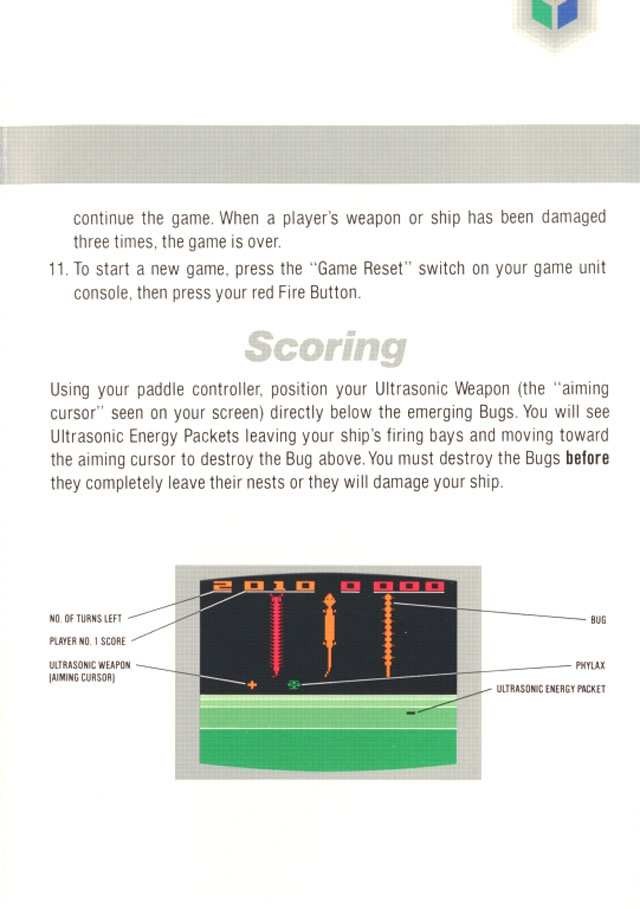 continue the game. When a player's weapon or ship has been damaged
three times, the game is over.
11. To start a new game, press the "Game Reset" switch on your game unit
console, then press your red Fire Button.
Scoring
Using your paddle controller, position your Ultrasonic Weapon (the "aiming
cursor" seen on your screen) directly below the emerging Bugs. You will see
Ultrasonic Energy Packets leaving your ship's firing bays and moving toward
the aiming cursor to destroy the Bug above. You must destroy the Bugs before
they completely leave their nests or they will damage your ship.
2 010 0 000
NO. OF TURNS LEFT
PLAYER NO. 1 SCORE
ULTRASONIC WEAPON
(AIMING CURSOR)
BUG
PHYLAX
ULTRASONIC ENERGY PACKET